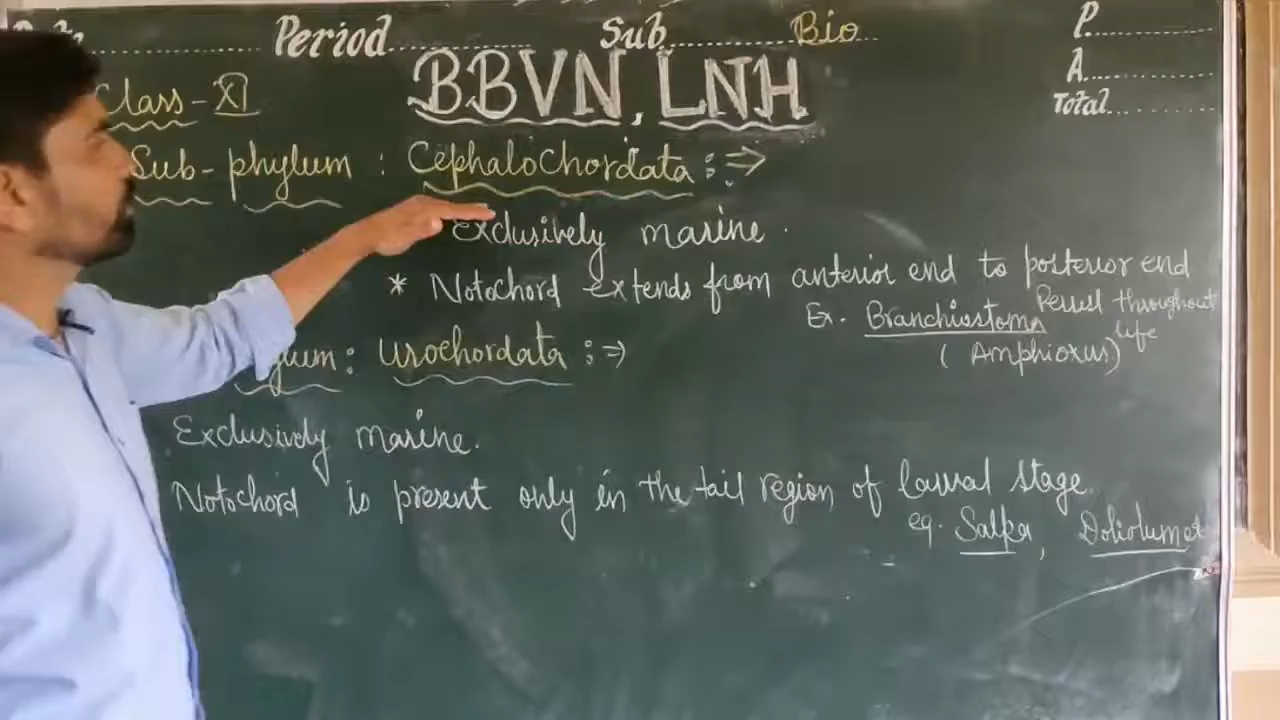 Period Sub Bio P.
A.
Total
Class - XI BBVN, LNH
Sub-phylum : CephaloChordata :⇒
Exclusively marine.
* Notochord extends from anterior end to posterior end
Persist throughout life
Ex. Branchiostoma
(Amphioxus)
ylum : Urochordata :⇒
Exclusively marine.
Notochord is present only in the tail region of larval stage.
eg. Salpa, Doliolum et